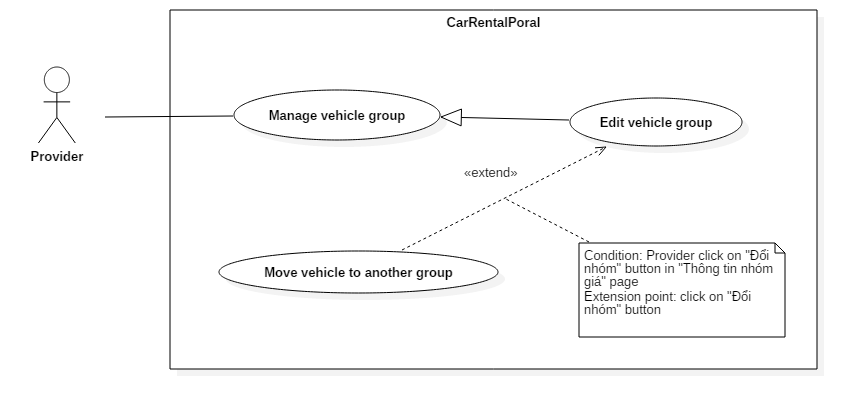 CarRentalPoral
Manage vehicle group
Edit vehicle group
Provider
«extend»
Move vehicle to another group
Condition: Provider click on "Đổi
nhóm" button in "Thông tin nhóm
giá" page
Extension point: click on "Đổi
nhóm" button